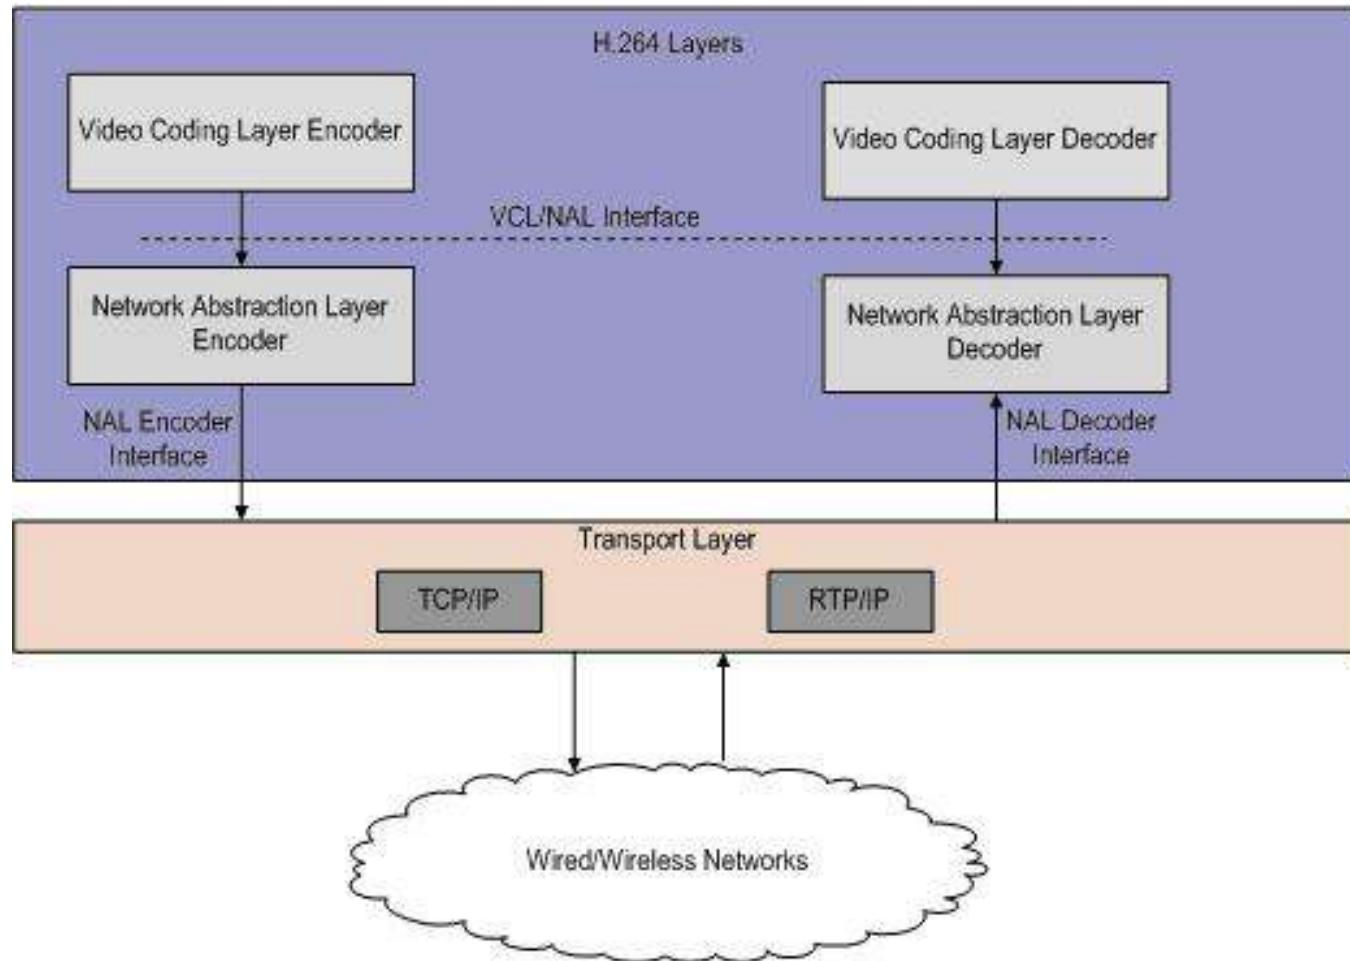 H.264 Layers
Video Coding Layer Encoder
Video Coding Layer Decoder
VCL/NAL Interface
Network Abstraction Layer
Encoder
Network Abstraction Layer
Decoder
NAL Encoder
Interface
NAL Decoder
Interface
Transport Layer
TCP/IP
RTP/IP
Wired/Wireless Networks